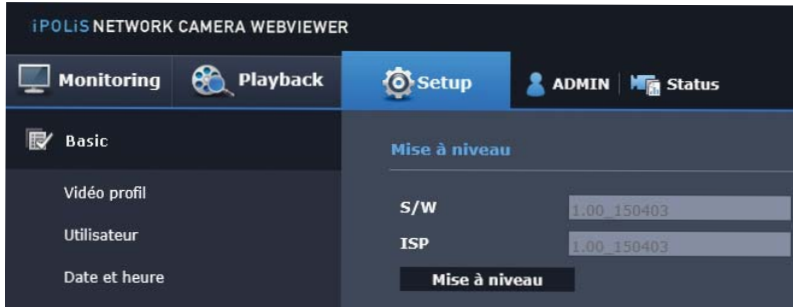 iPOLiS NETWORK CAMERA WEBVIEWER
Monitoring Playback Setup ADMIN Status
Basic
Vidéo profil
Utilisateur
Date et heure
Mise à niveau
S/W 1.00_150403
ISP 1.00_150403
Mise à niveau